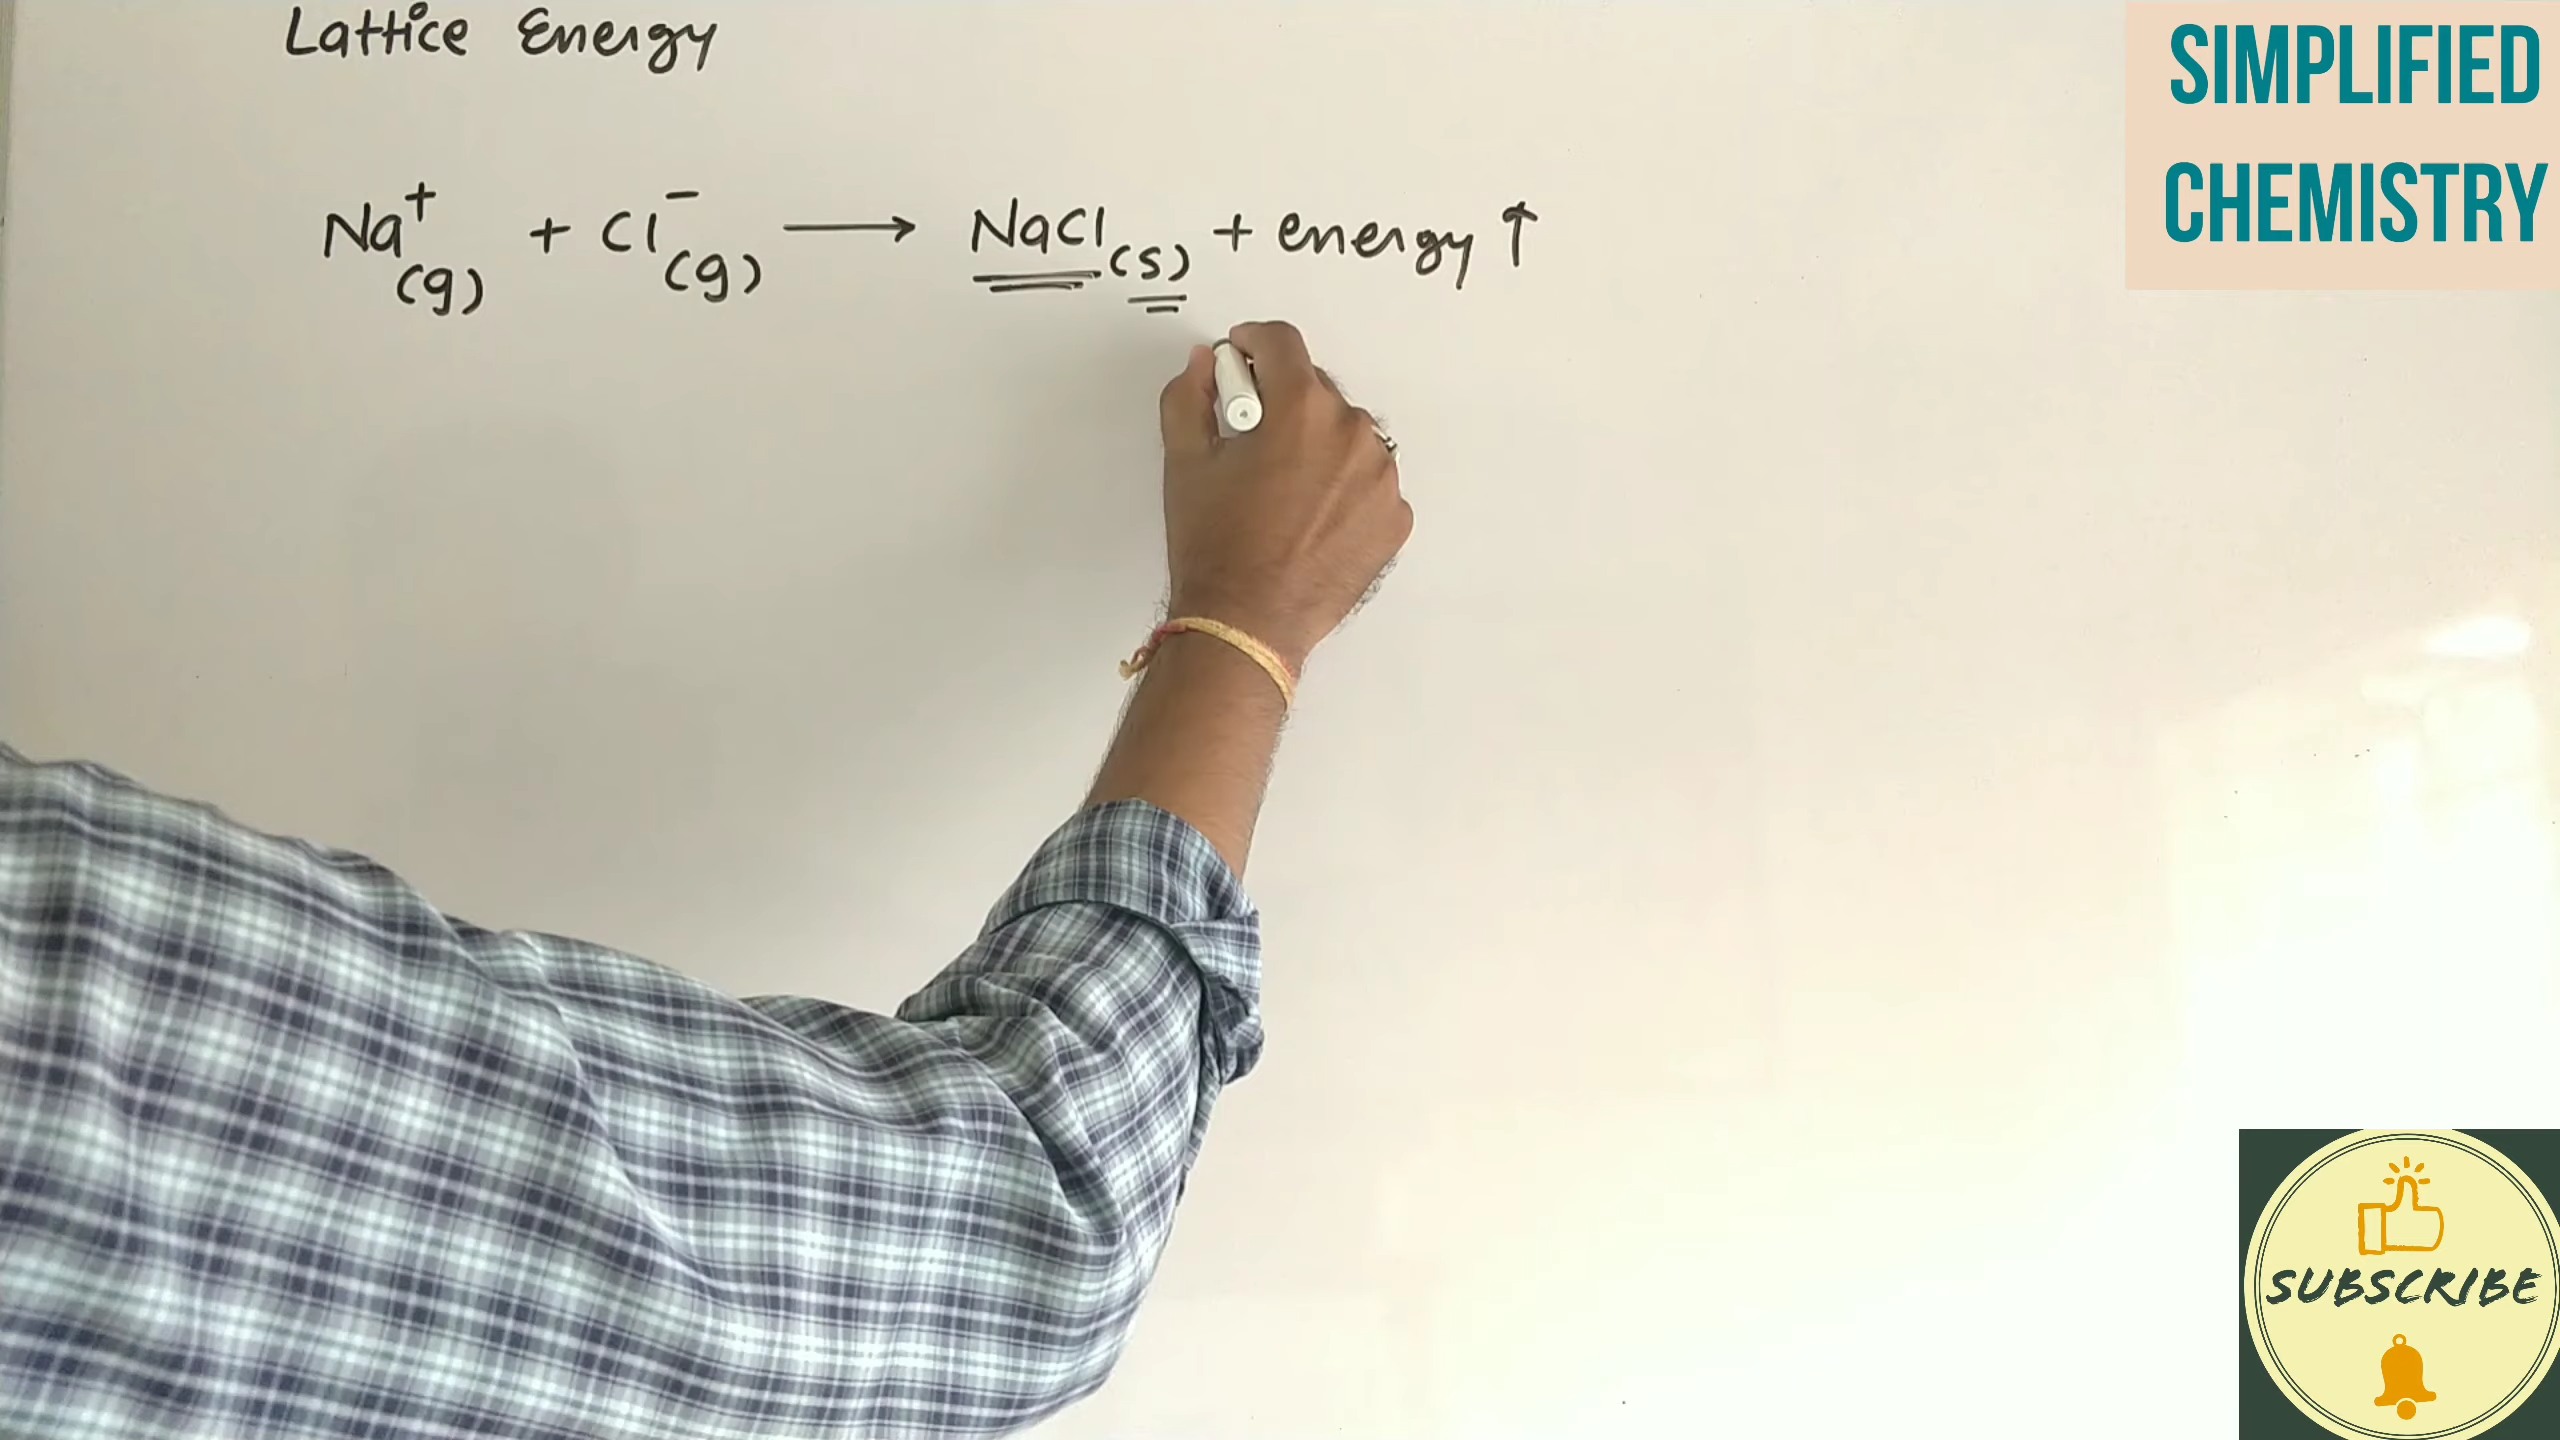 Lattice Energy
Na⁺(g) + Cl⁻(g) ⟶ NaCl(s) + energy ↑
SIMPLIFIED
CHEMISTRY
SUBSCRIBE